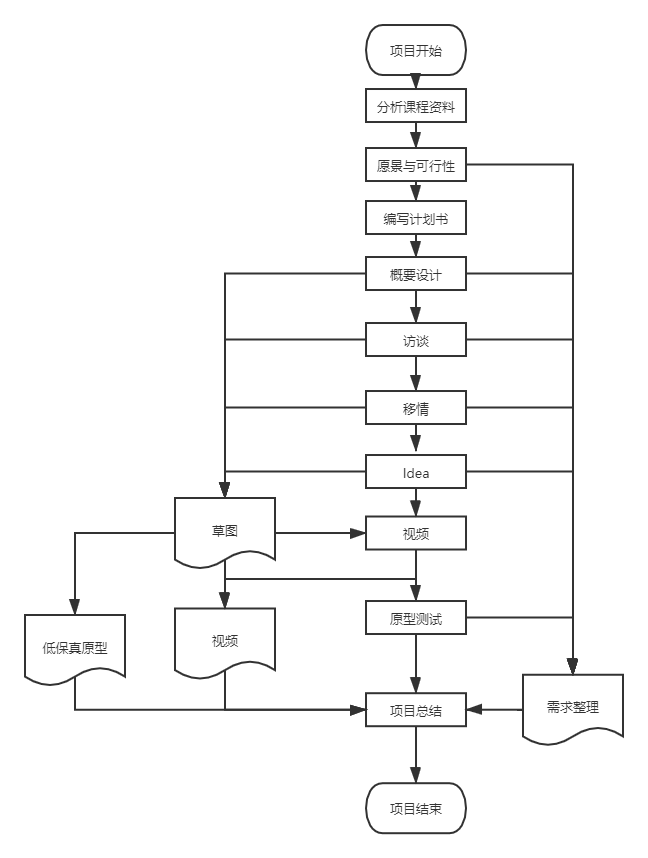 项目开始
分析课程资料
愿景与可行性
编写计划书
概要设计
访谈
移情
Idea
草图
视频
原型测试
视频
低保真原型
项目总结
需求整理
项目结束